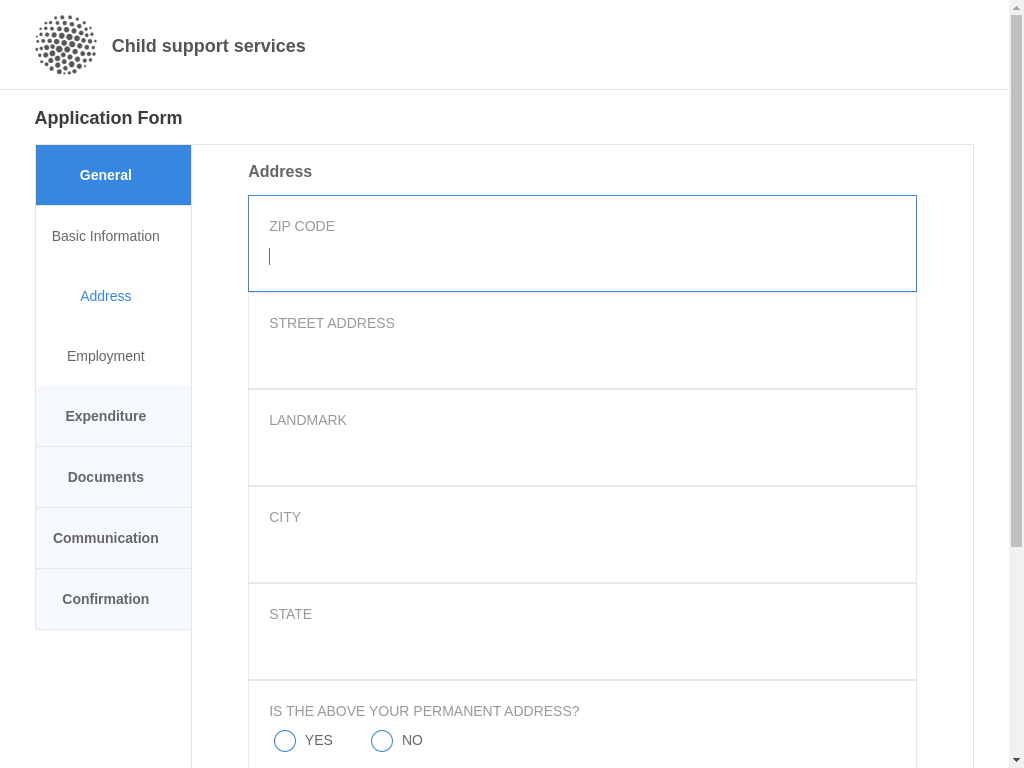 Child support services
Application Form
General
Basic Information
Address
Employment
Expenditure
Documents
Communication
Confirmation
Address
ZIP CODE
STREET ADDRESS
LANDMARK
CITY
STATE
IS THE ABOVE YOUR PERMANENT ADDRESS?
YES NO